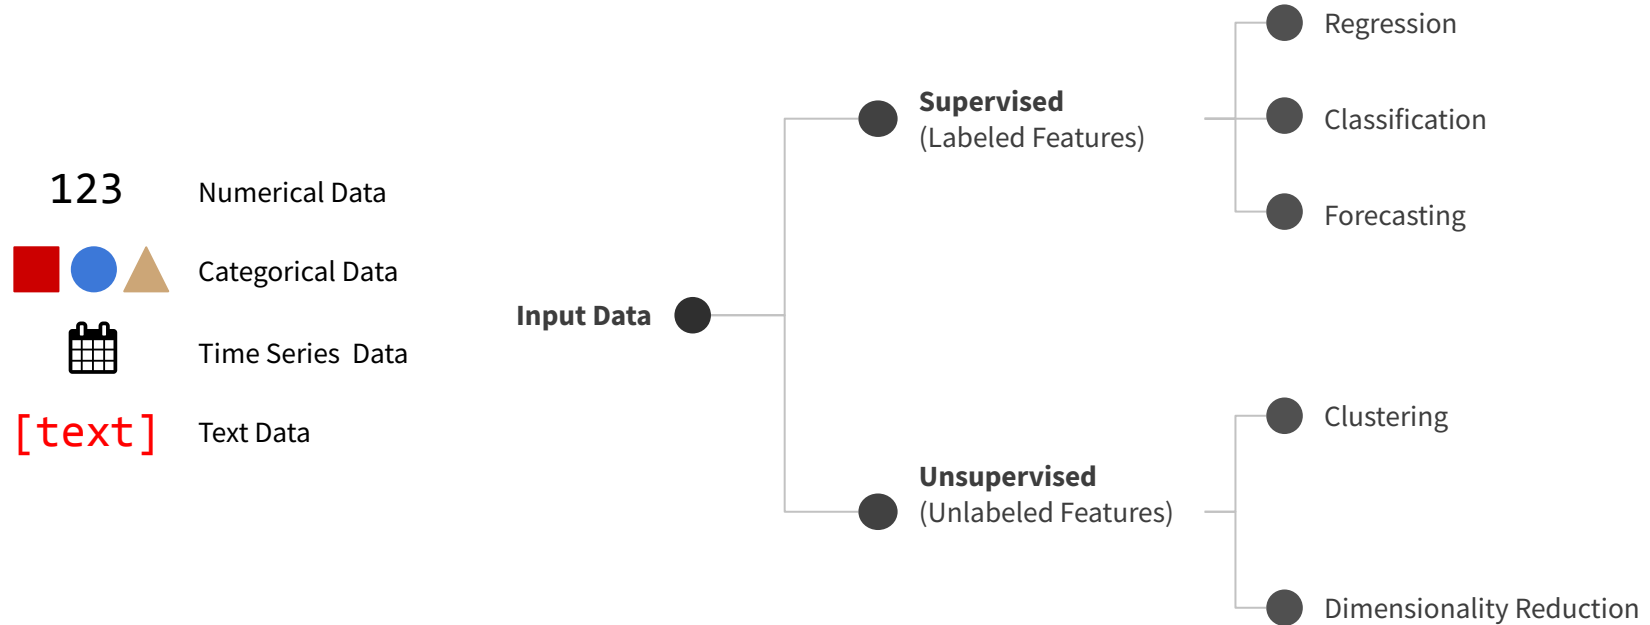 123 Numerical Data
Categorical Data
Time Series  Data
[text] Text Data
Input Data
Supervised
(Labeled Features)
Regression
Classification
Forecasting
Unsupervised
(Unlabeled Features)
Clustering
Dimensionality Reduction